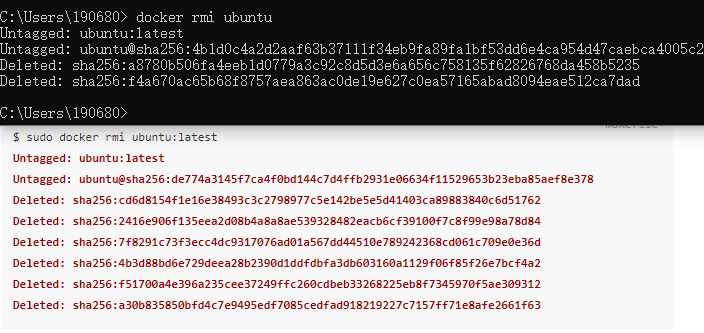 C:\Users\190680> docker rmi ubuntu
Untagged: ubuntu:latest
Untagged: ubuntu@sha256:4b1d0c4a2d2aaf63b37111f34eb9fa89fa1bf53dd6e4ca954d47caebca4005c2
Deleted: sha256:a8780b506fa4eeb1d0779a3c92c8d5d3e6a656c758135f62826768da458b5235
Deleted: sha256:f4a670ac65b68f8757aea863ac0de19e627c0ea57165abad8094eae512ca7dad
C:\Users\190680>
$ sudo docker rmi ubuntu:latest
Untagged: ubuntu:latest
Untagged: ubuntu@sha256:de774a3145f7ca4f0bd144c7d4ffb2931e06634f11529653b23eba85aef8e378
Deleted: sha256:cd6d8154f1e16e38493c3c2798977c5e142be5e5d41403ca89883840c6d51762
Deleted: sha256:2416e906f135eea2d08b4a8a8ae539328482eacb6cf39100f7c8f99e98a78d84
Deleted: sha256:7f8291c73f3ecc4dc9317076ad01a567dd44510e789242368cd061c709e0e36d
Deleted: sha256:4b3d88bd6e729deea28b2390d1ddfdbfa3db603160a1129f06f85f26e7bcf4a2
Deleted: sha256:f51700a4e396a235cee37249ffc260cdbeb33268225eb8f7345970f5ae309312
Deleted: sha256:a30b835850bfd4c7e9495edf7085cedfad918219227c7157ff71e8afe2661f63